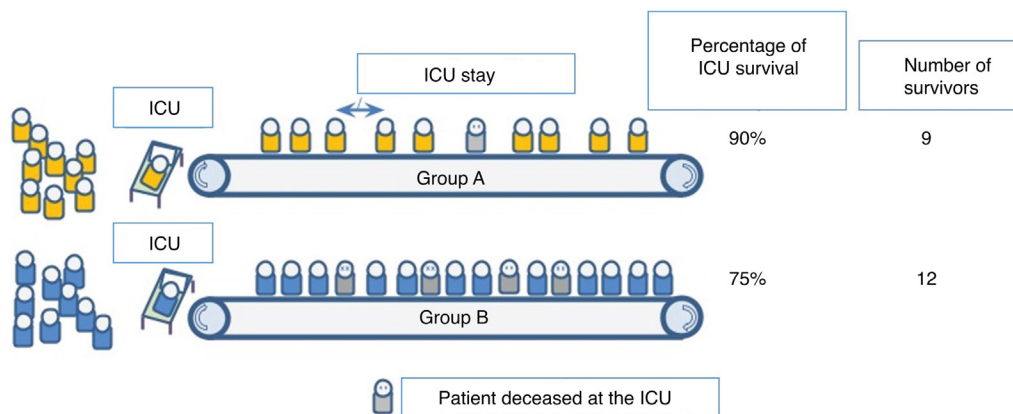 Percentage of
ICU survival
Number of
survivors
ICU stay
ICU
90%
9
Group A
ICU
75%
12
Group B
Patient deceased at the ICU